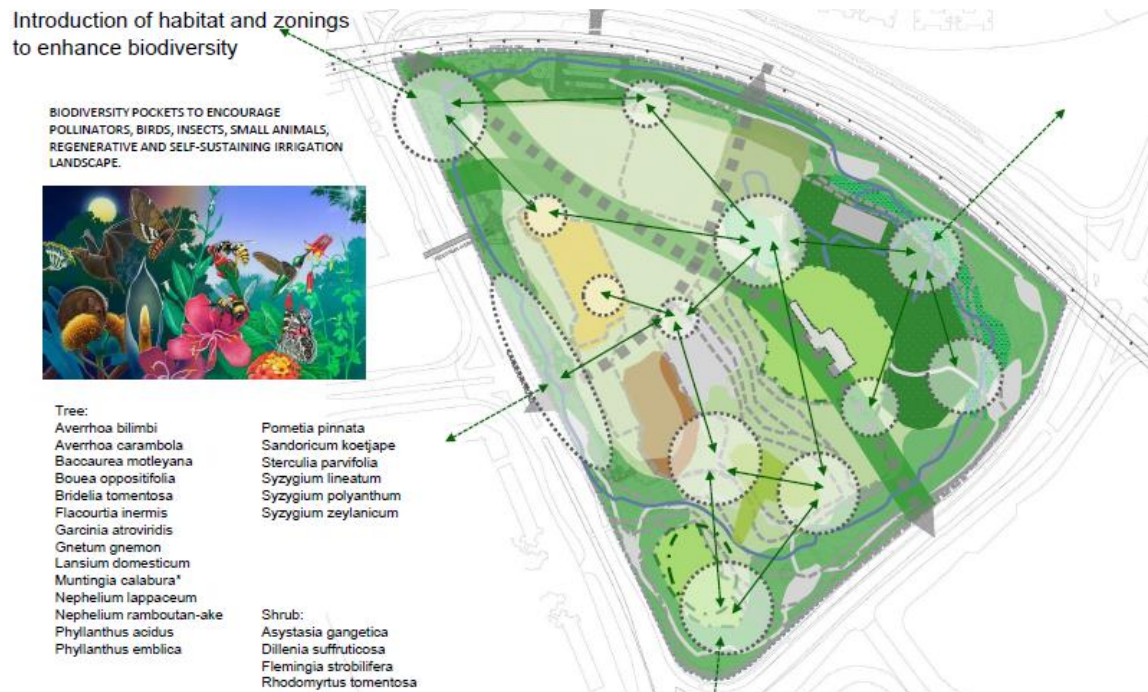 Introduction of habitat and zonings
to enhance biodiversity
BIODIVERSITY POCKETS TO ENCOURAGE
POLLINATORS, BIRDS, INSECTS, SMALL ANIMALS,
REGENERATIVE AND SELF-SUSTAINING IRRIGATION
LANDSCAPE.
Tree:
Averrhoa bilimbi
Averrhoa carambola
Baccaurea motleyana
Bouea oppositifolia
Bridelia tomentosa
Flacourtia inermis
Garcinia atroviridis
Gnetum gnemon
Lansium domesticum
Muntingia calabura*
Nephelium lappaceum
Nephelium ramboutan-ake
Phyllanthus acidus
Phyllanthus emblica
Pometia pinnata
Sandoricum koetjape
Sterculia parvifolia
Syzygium lineatum
Syzygium polyanthum
Syzygium zeylanicum
Shrub:
Asystasia gangetica
Dillenia suffruticosa
Flemingia strobilifera
Rhodomyrtus tomentosa